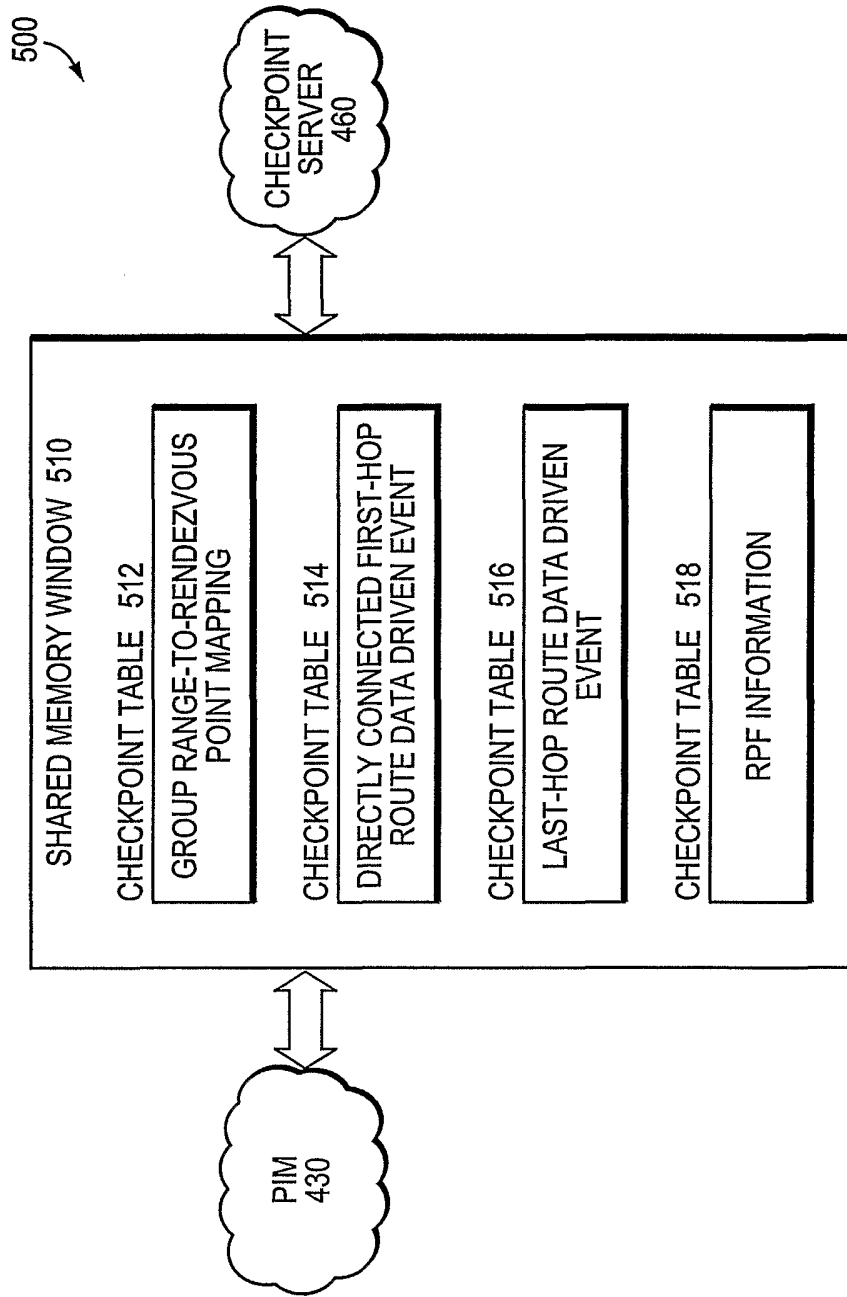 500
SHARED MEMORY WINDOW 510
CHECKPOINT TABLE 512
GROUP RANGE-TO-RENDEZVOUS
POINT MAPPING
CHECKPOINT TABLE 514
DIRECTLY CONNECTED FIRST-HOP
ROUTE DATA DRIVEN EVENT
CHECKPOINT TABLE 516
LAST-HOP ROUTE DATA DRIVEN
EVENT
CHECKPOINT TABLE 518
RPF INFORMATION
PIM
430
CHECKPOINT
SERVER
460